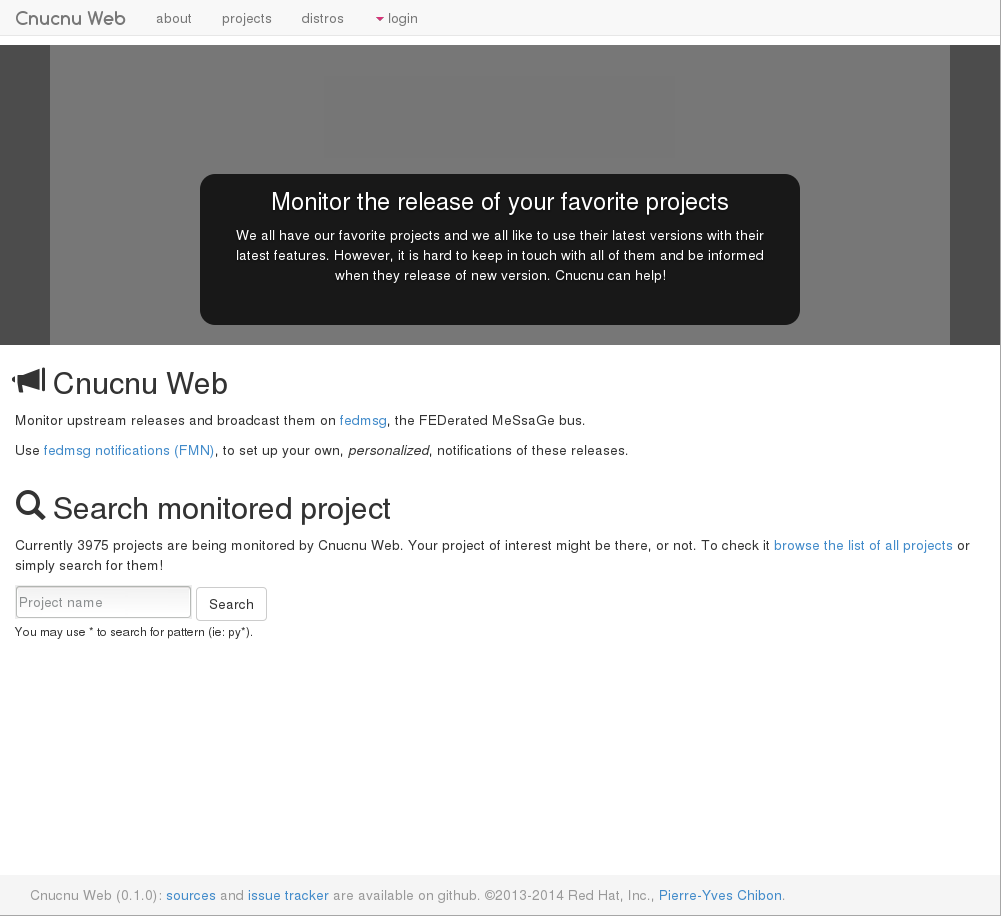 Cnucnu Web about projects distros login
Monitor the release of your favorite projects
We all have our favorite projects and we all like to use their latest versions with their
latest features. However, it is hard to keep in touch with all of them and be informed
when they release of new version. Cnucnu can help!
Cnucnu Web
Monitor upstream releases and broadcast them on fedmsg, the FEDerated MeSsaGe bus.
Use fedmsg notifications (FMN), to set up your own, personalized, notifications of these releases.
Search monitored project
Currently 3975 projects are being monitored by Cnucnu Web. Your project of interest might be there, or not. To check it browse the list of all projects or
simply search for them!
Project name Search
You may use * to search for pattern (ie: py*).
Cnucnu Web (0.1.0): sources and issue tracker are available on github. ©2013-2014 Red Hat, Inc., Pierre-Yves Chibon.